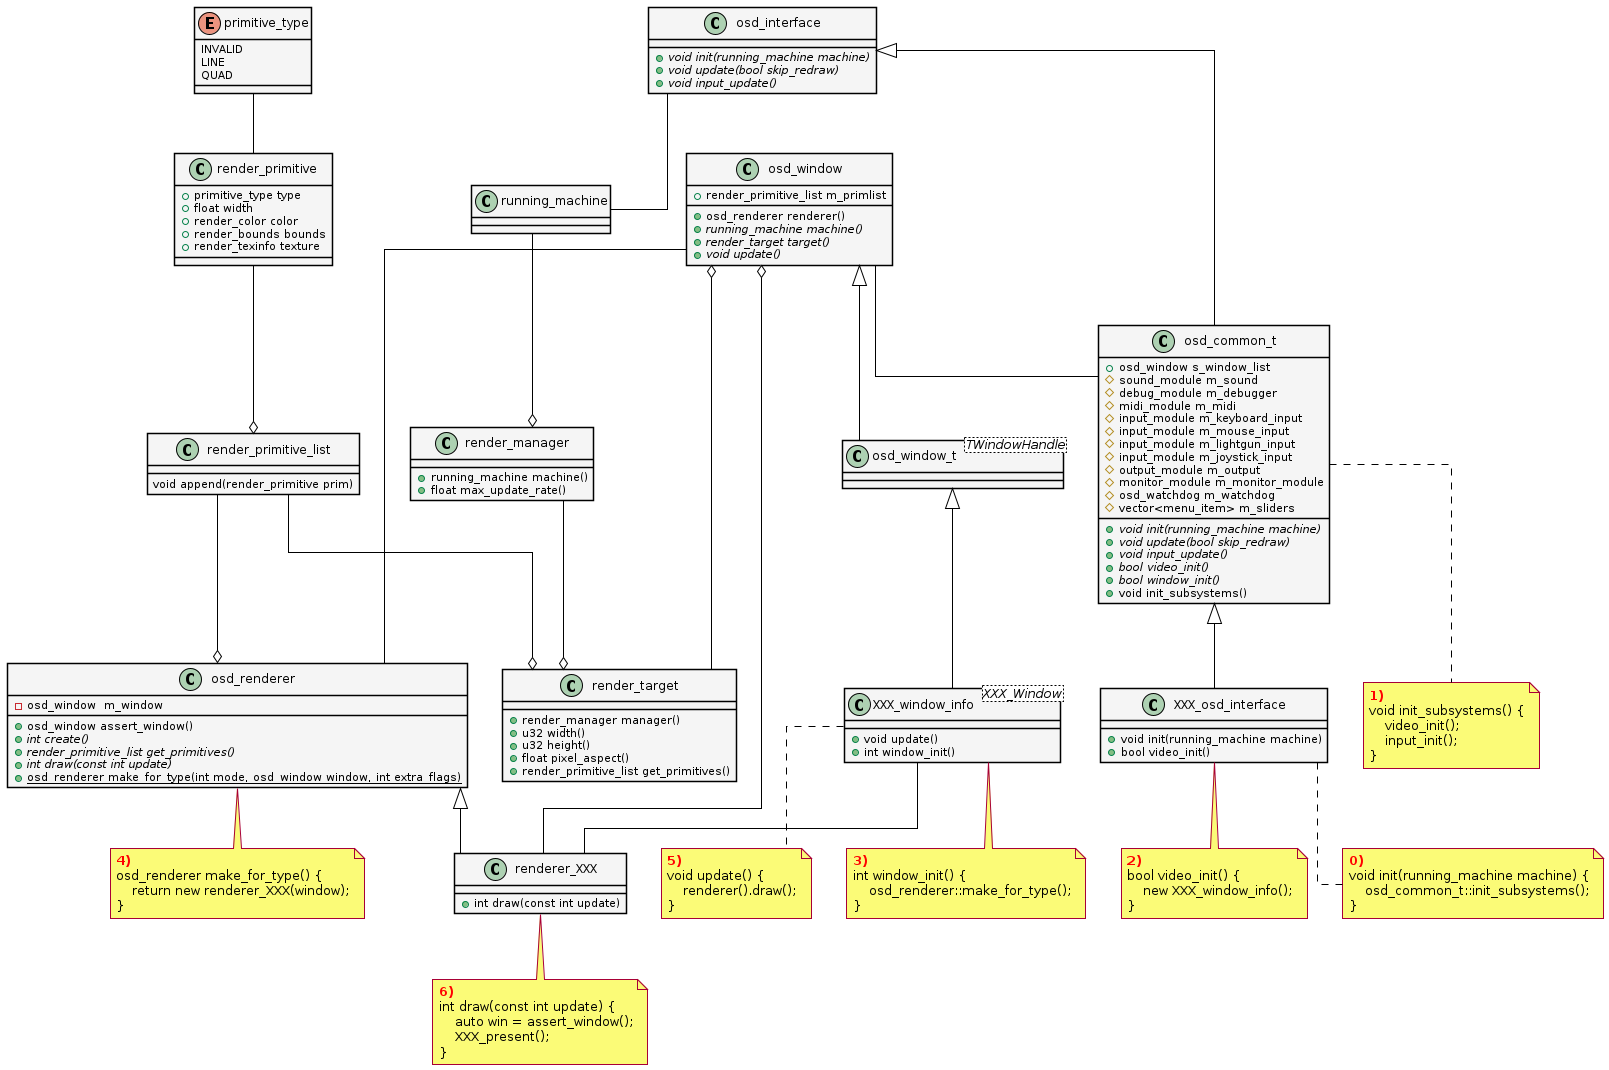 E primitive_type
INVALID
LINE
QUAD
C osd_interface
void init(running_machine machine)
void update(bool skip_redraw)
void input_update()
C render_primitive
primitive_type type
float width
render_color color
render_bounds bounds
render_texinfo texture
C running_machine
C osd_window
render_primitive_list m_primlist
osd_renderer renderer()
running_machine machine()
render_target target()
void update()
C osd_common_t
osd_window s_window_list
sound_module m_sound
debug_module m_debugger
midi_module m_midi
input_module m_keyboard_input
input_module m_mouse_input
input_module m_lightgun_input
input_module m_joystick_input
output_module m_output
monitor_module m_monitor_module
osd_watchdog m_watchdog
vector<menu_item> m_sliders
void init(running_machine machine)
void update(bool skip_redraw)
void input_update()
bool video_init()
bool window_init()
void init_subsystems()
C render_primitive_list
void append(render_primitive prim)
C render_manager
running_machine machine()
float max_update_rate()
C osd_window_t
TWindowHandle
C osd_renderer
osd_window  m_window
osd_window assert_window()
int create()
render_primitive_list get_primitives()
int draw(const int update)
osd_renderer make_for_type(int mode, osd_window window, int extra_flags)
C render_target
render_manager manager()
u32 width()
u32 height()
float pixel_aspect()
render_primitive_list get_primitives()
C XXX_window_info
XXX_Window
void update()
int window_init()
C XXX_osd_interface
void init(running_machine machine)
bool video_init()
1)
void init_subsystems() {
    video_init();
    input_init();
}
4)
osd_renderer make_for_type() {
    return new renderer_XXX(window);
}
C renderer_XXX
int draw(const int update)
5)
void update() {
    renderer().draw();
}
3)
int window_init() {
    osd_renderer::make_for_type();
}
2)
bool video_init() {
    new XXX_window_info();
}
0)
void init(running_machine machine) {
    osd_common_t::init_subsystems();
}
6)
int draw(const int update) {
    auto win = assert_window();
    XXX_present();
}